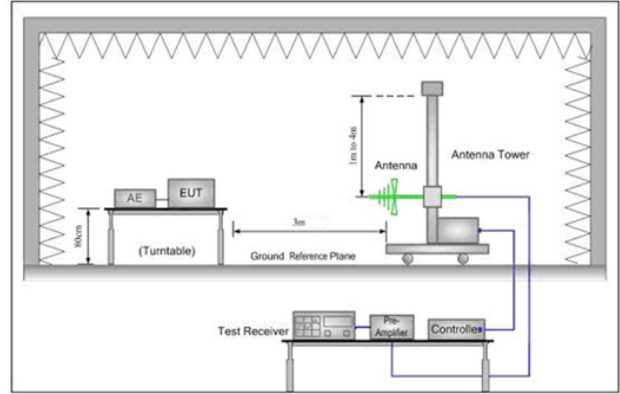 1m to 4m
Antenna
Antenna Tower
AE
EUT
80cm
3m
(Turntable)
Ground Reference Plane
Test Receiver
Pre-
Amplifier
Controller